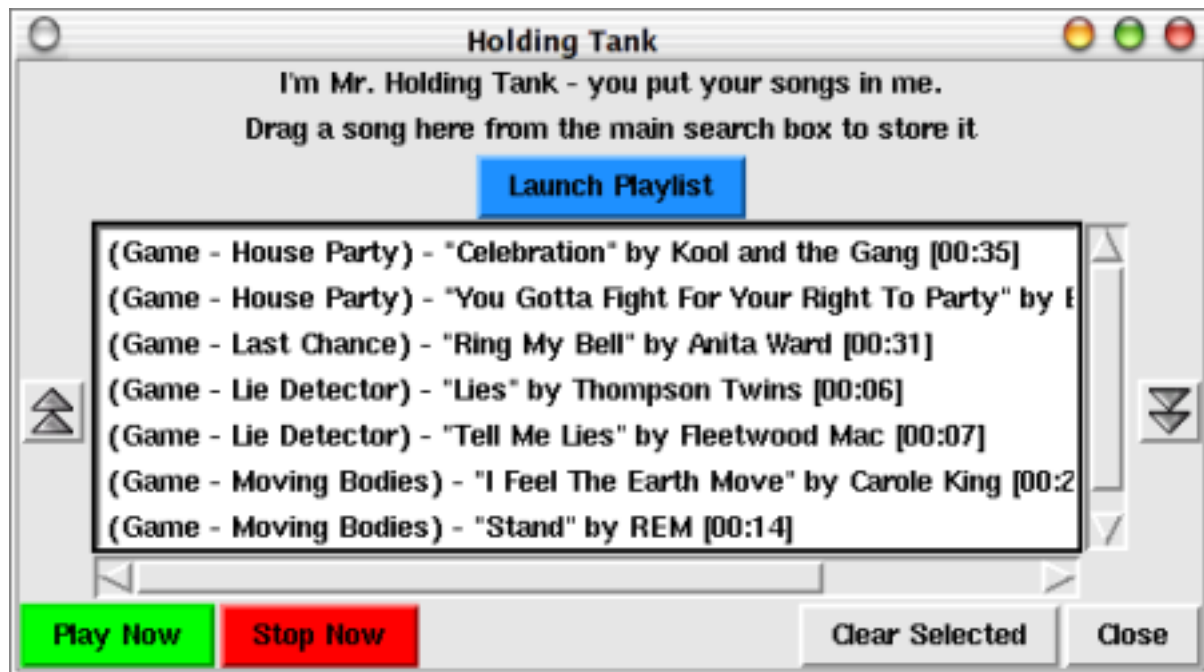 Holding Tank
I'm Mr. Holding Tank - you put your songs in me.
Drag a song here from the main search box to store it
Launch Playlist
(Game - House Party) - "Celebration" by Kool and the Gang [00:35]
(Game - House Party) - "You Gotta Fight For Your Right To Party" by
(Game - Last Chance) - "Ring My Bell" by Anita Ward [00:31]
(Game - Lie Detector) - "Lies" by Thompson Twins [00:06]
(Game - Lie Detector) - "Tell Me Lies" by Fleetwood Mac [00:07]
(Game - Moving Bodies) - "I Feel The Earth Move" by Carole King [00:2
(Game - Moving Bodies) - "Stand" by REM [00:14]
Play Now Stop Now Clear Selected Close